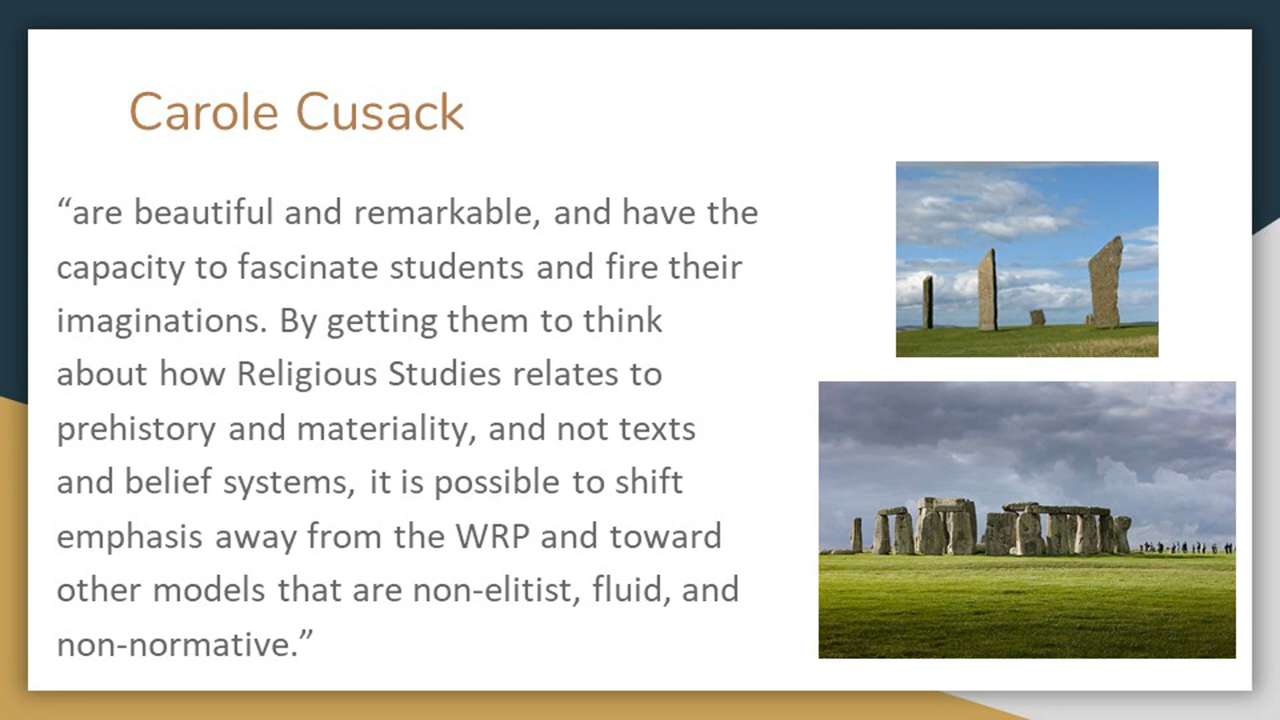 Carole Cusack
“are beautiful and remarkable, and have the
capacity to fascinate students and fire their
imaginations. By getting them to think
about how Religious Studies relates to
prehistory and materiality, and not texts
and belief systems, it is possible to shift
emphasis away from the WRP and toward
other models that are non-elitist, fluid, and
non-normative.”